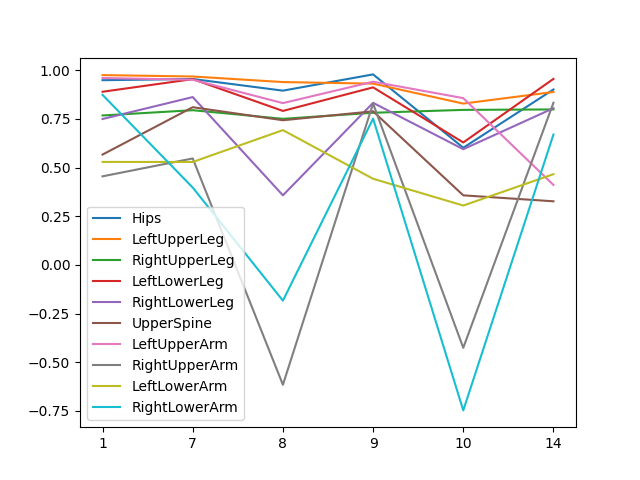 1.00
0.75
0.50
0.25
0.00
−0.25
−0.50
−0.75
Hips
LeftUpperLeg
RightUpperLeg
LeftLowerLeg
RightLowerLeg
UpperSpine
LeftUpperArm
RightUpperArm
LeftLowerArm
RightLowerArm
1 7 8 9 10 14